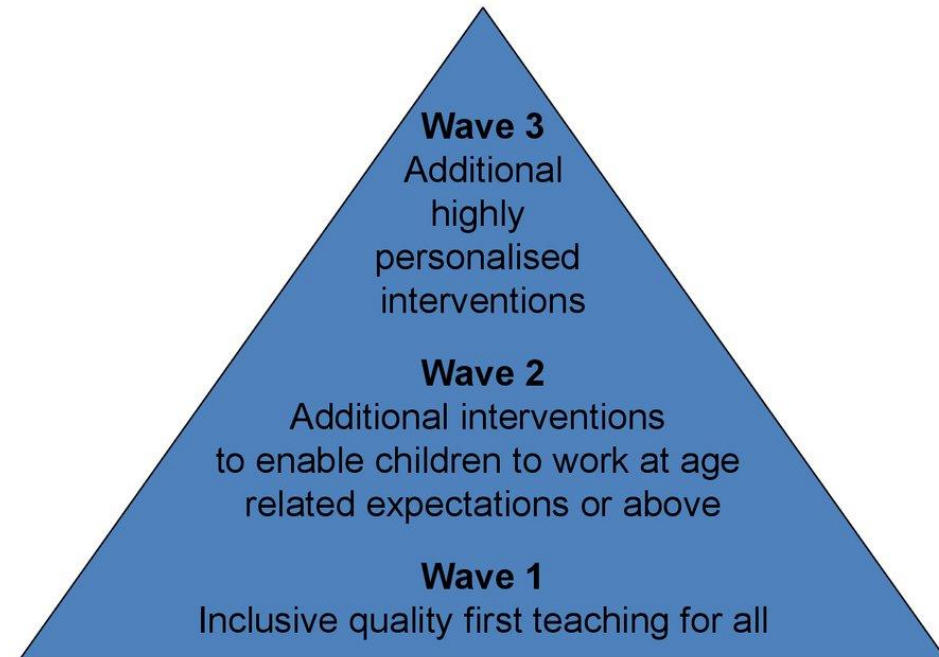 Wave 3
Additional
highly
personalised
interventions
Wave 2
Additional interventions
to enable children to work at age
related expectations or above
Wave 1
Inclusive quality first teaching for all